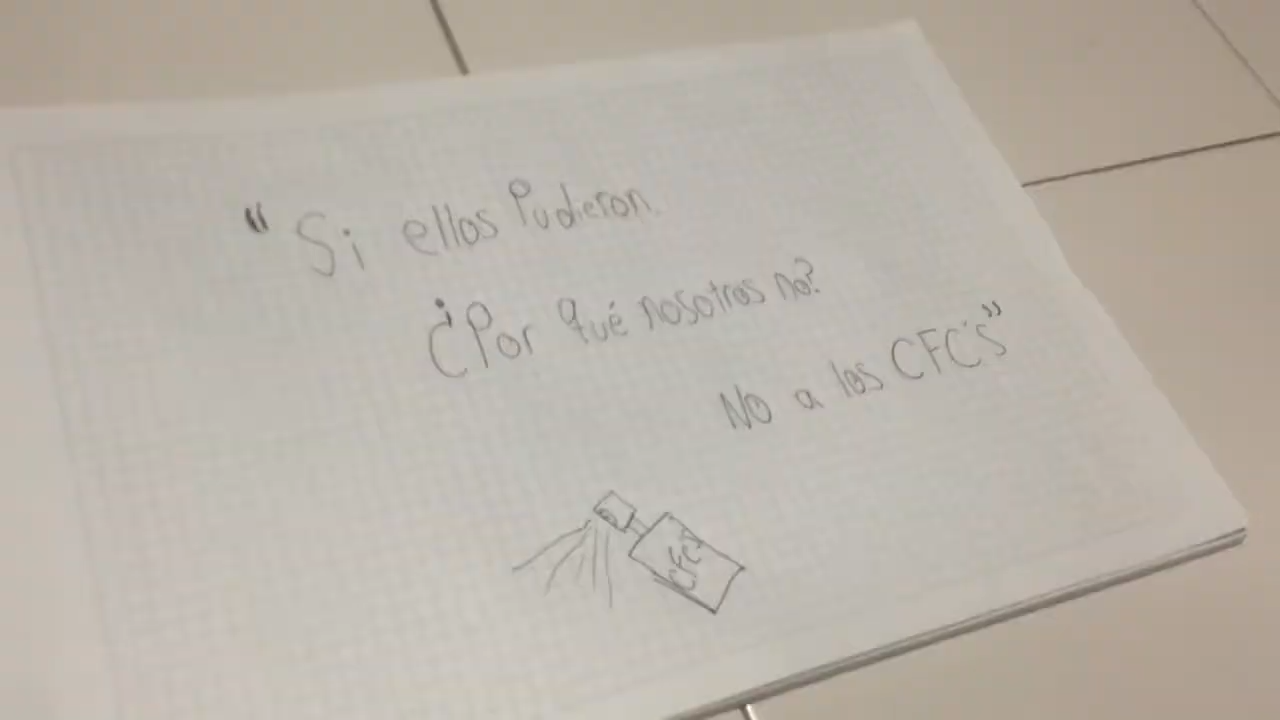 “ Si ellos Pudieron.
¿Por qué nosotros no?
No a los CFC's”
CFC's